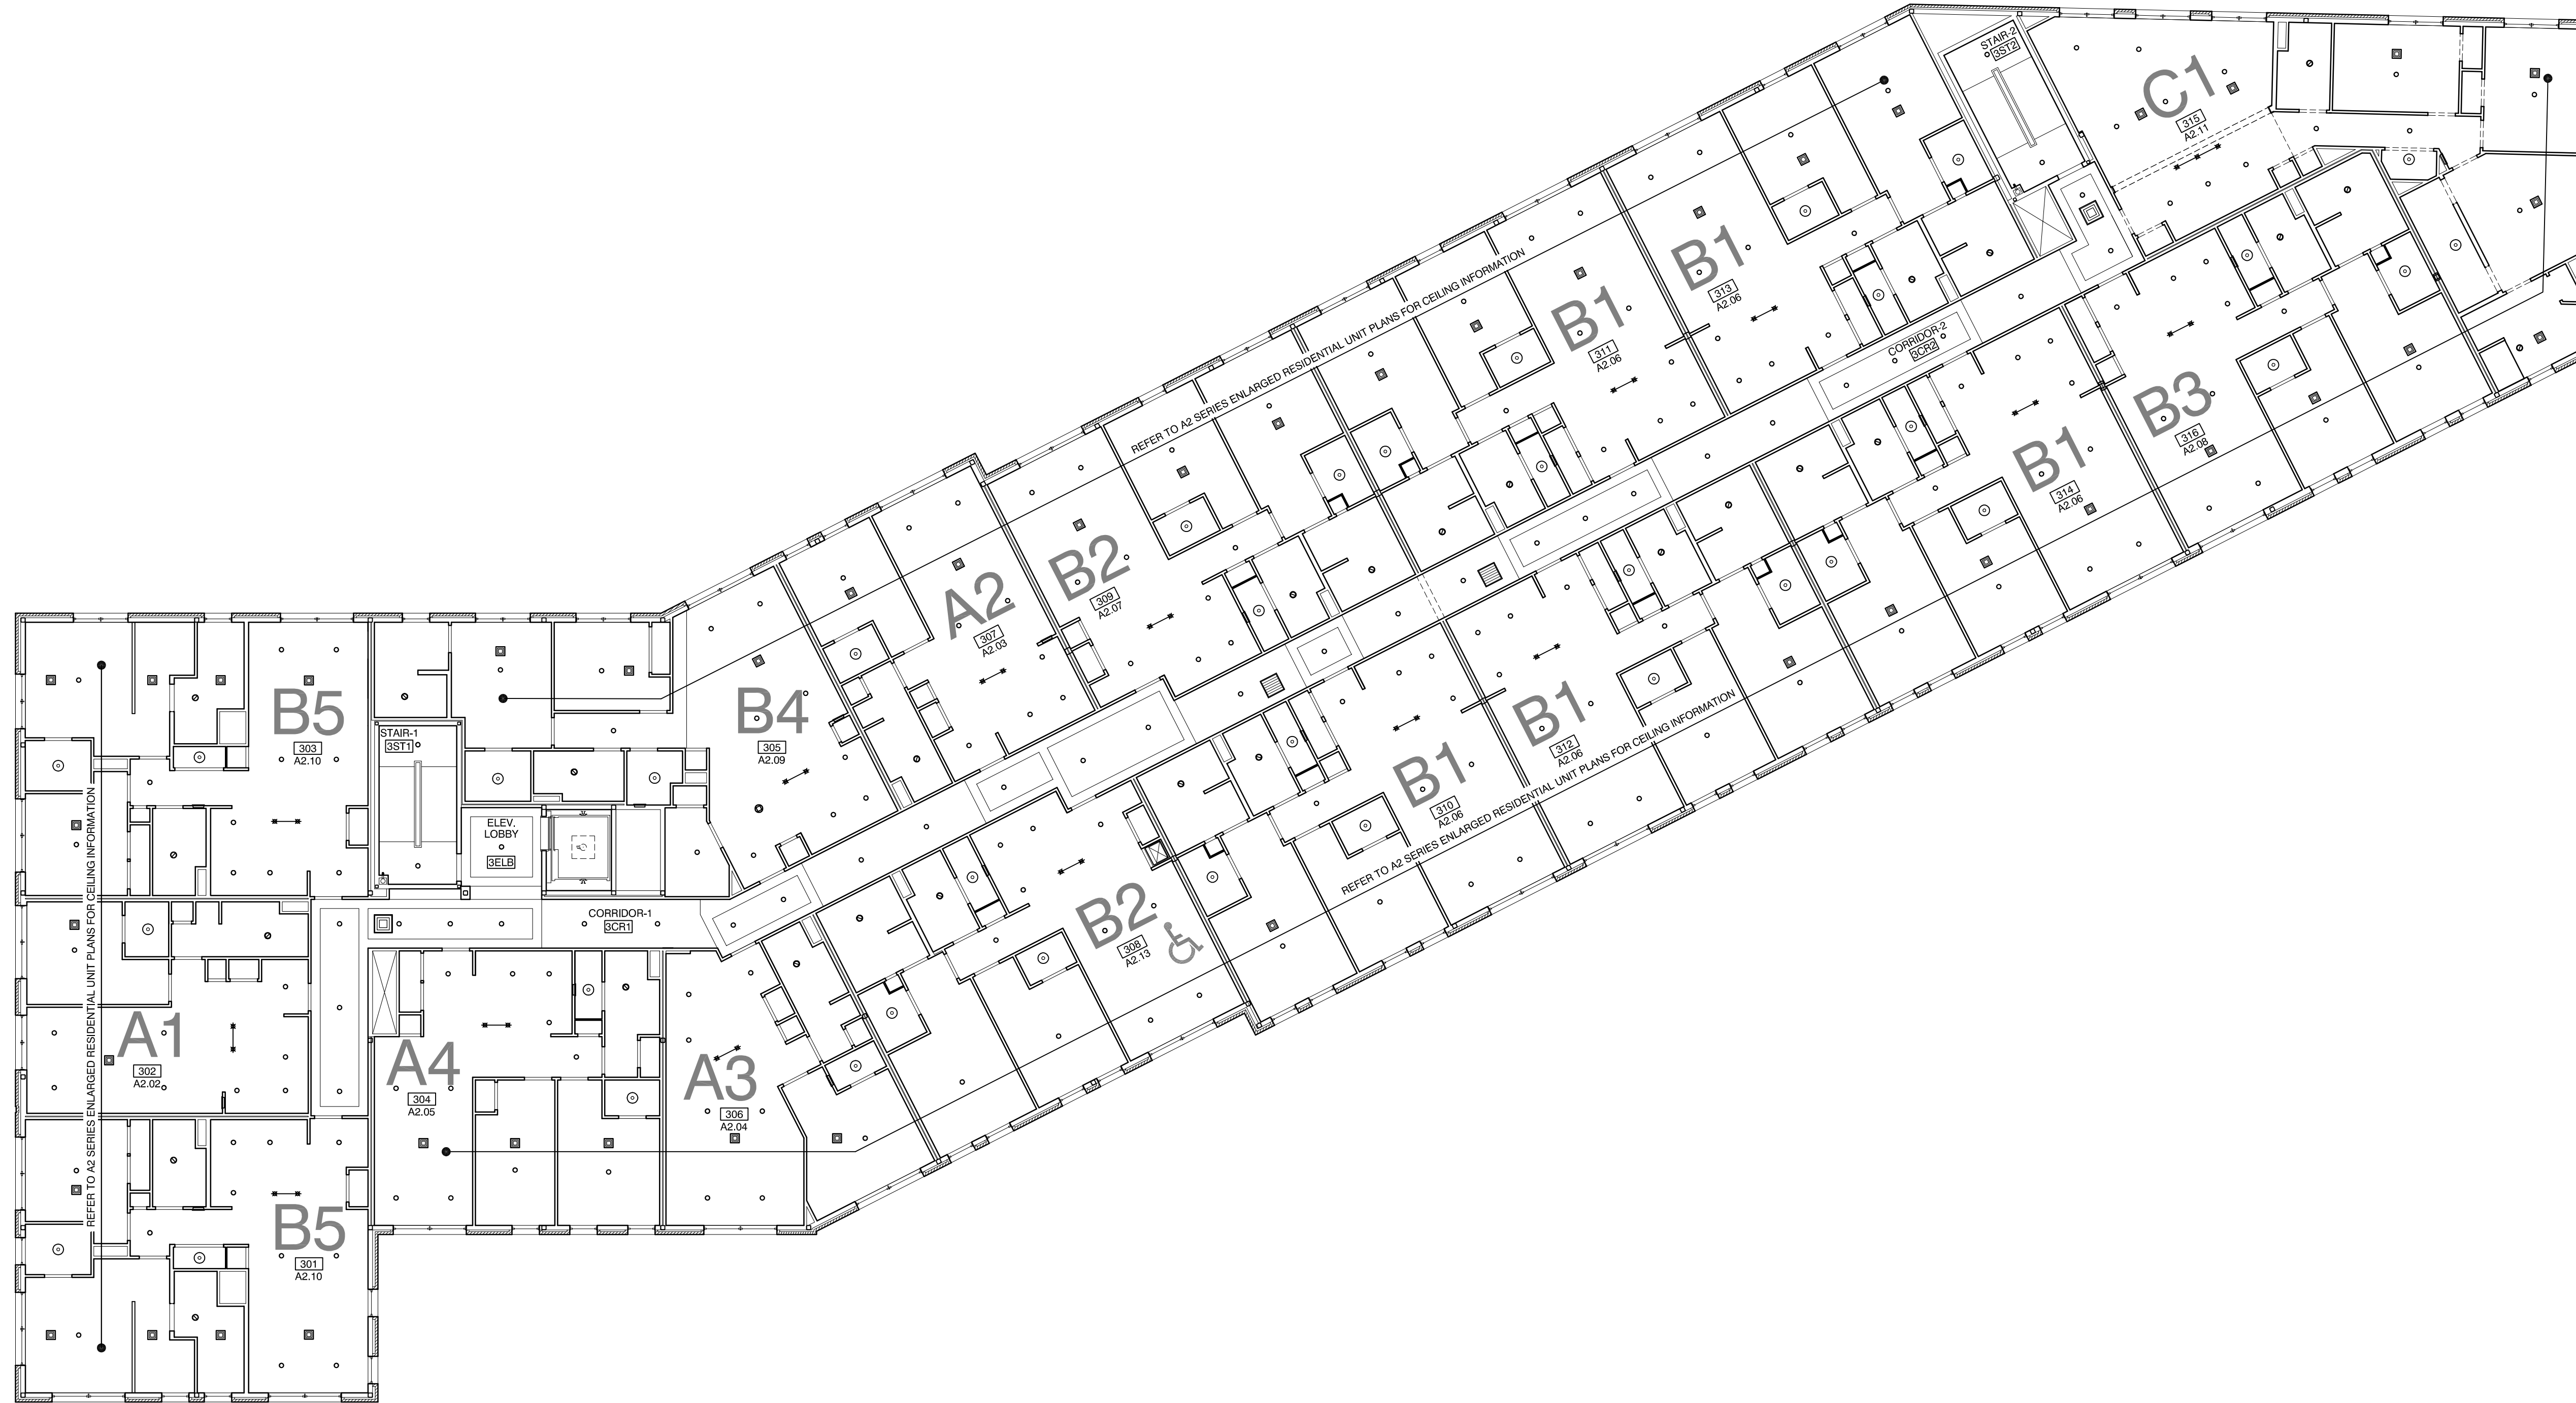 STAIR-2
3ST2
C1
315
A2.11
B1
313
A2.06
REFER TO A2 SERIES ENLARGED RESIDENTIAL UNIT PLANS FOR CEILING INFORMATION
B1
311
A2.06
CORRIDOR-2
3CR2
B3
316
A2.08
B1
314
A2.06
B2
309
A2.07
A2
307
A2.03
B4
305
A2.09
B5
303
A2.10
STAIR-1
3ST1
ELEV.
LOBBY
3ELB
B1
312
A2.06
B1
310
A2.06
REFER TO A2 SERIES ENLARGED RESIDENTIAL UNIT PLANS FOR CEILING INFORMATION
CORRIDOR-1
3CR1
B2
308
A2.13
REFER TO A2 SERIES ENLARGED RESIDENTIAL UNIT PLANS FOR CEILING INFORMATION
A1
302
A2.02
A4
304
A2.05
A3
306
A2.04
B5
301
A2.10